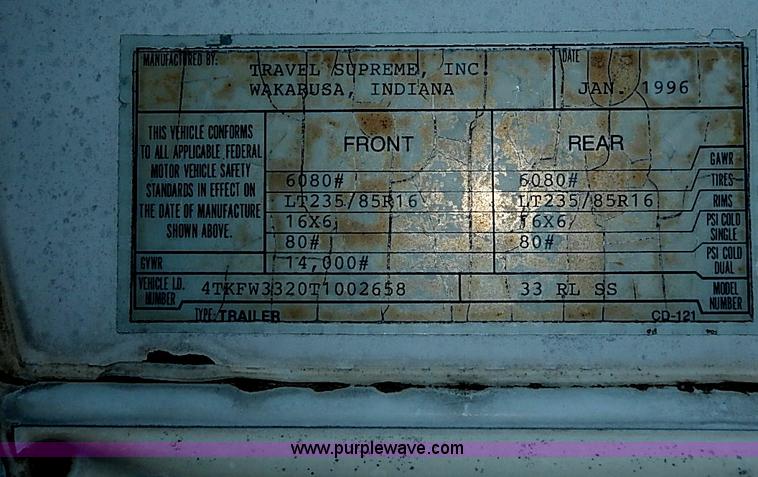 MANUFACTURED BY: TRAVEL SUPREME, INC.
WAKARUSA, INDIANA
DATE JAN. 1996
THIS VEHICLE CONFORMS
TO ALL APPLICABLE FEDERAL
MOTOR VEHICLE SAFETY
STANDARDS IN EFFECT ON
THE DATE OF MANUFACTURE
SHOWN ABOVE.
FRONT REAR
6080# 6080# GAWR
LT235/85R16 LT235/85R16 TIRES
16X6 16X6 RIMS
80# 80# PSI COLD SINGLE
PSI COLD DUAL
GVWR 14,000#
VEHICLE I.D. NUMBER 4TKFW3320T1002658 33 RL SS MODEL NUMBER
TYPE: TRAILER CD-121
www.purplewave.com